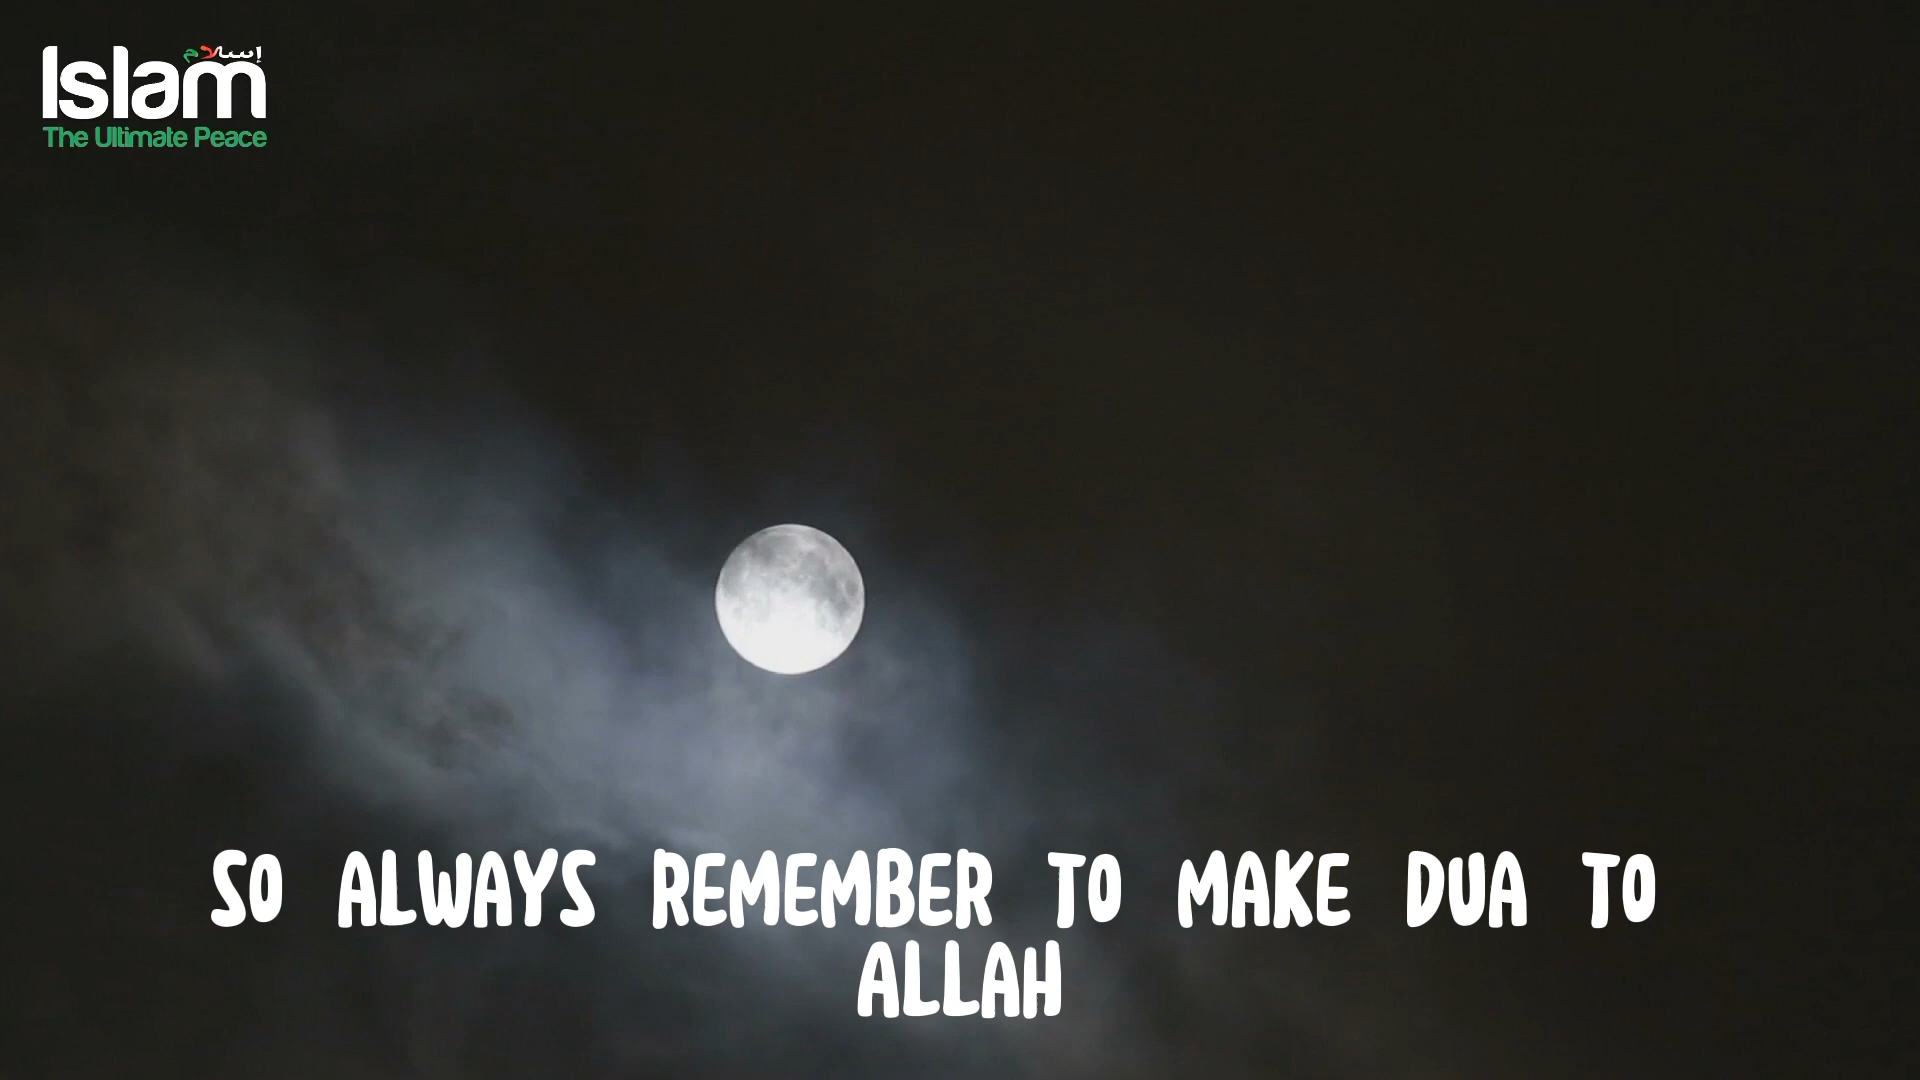 إسلام
Islam
The Ultimate Peace
SO ALWAYS REMEMBER TO MAKE DUA TO
ALLAH